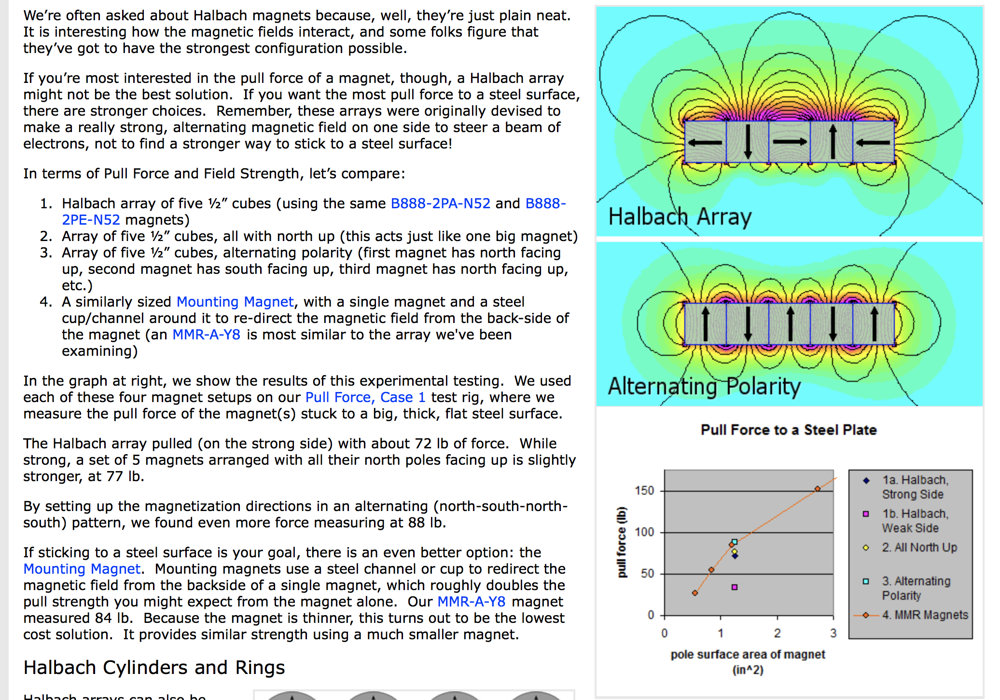 We’re often asked about Halbach magnets because, well, they’re just plain neat.
It is interesting how the magnetic fields interact, and some folks figure that
they’ve got to have the strongest configuration possible.
If you’re most interested in the pull force of a magnet, though, a Halbach array
might not be the best solution.  If you want the most pull force to a steel surface,
there are stronger choices.  Remember, these arrays were originally devised to
make a really strong, alternating magnetic field on one side to steer a beam of
electrons, not to find a stronger way to stick to a steel surface!
In terms of Pull Force and Field Strength, let’s compare:
1. Halbach array of five ½” cubes (using the same B888-2PA-N52 and B888-
2PE-N52 magnets)
2. Array of five ½” cubes, all with north up (this acts just like one big magnet)
3. Array of five ½” cubes, alternating polarity (first magnet has north facing
up, second magnet has south facing up, third magnet has north facing up,
etc.)
4. A similarly sized Mounting Magnet, with a single magnet and a steel
cup/channel around it to re-direct the magnetic field from the back-side of
the magnet (an MMR-A-Y8 is most similar to the array we've been
examining)
In the graph at right, we show the results of this experimental testing.  We used
each of these four magnet setups on our Pull Force, Case 1 test rig, where we
measure the pull force of the magnet(s) stuck to a big, thick, flat steel surface.
The Halbach array pulled (on the strong side) with about 72 lb of force.  While
strong, a set of 5 magnets arranged with all their north poles facing up is slightly
stronger, at 77 lb.
By setting up the magnetization directions in an alternating (north-south-north-
south) pattern, we found even more force measuring at 88 lb.
If sticking to a steel surface is your goal, there is an even better option: the
Mounting Magnet.  Mounting magnets use a steel channel or cup to redirect the
magnetic field from the backside of a single magnet, which roughly doubles the
pull strength you might expect from the magnet alone.  Our MMR-A-Y8 magnet
measured 84 lb.  Because the magnet is thinner, this turns out to be the lowest
cost solution.  It provides similar strength using a much smaller magnet.
Halbach Cylinders and Rings
Halbach arrays can also be
Halbach Array
Alternating Polarity
Pull Force to a Steel Plate
pull force (lb)
150
100
50
0
0 1 2 3
pole surface area of magnet
(in^2)
1a. Halbach,
Strong Side
1b. Halbach,
Weak Side
2. All North Up
3. Alternating
Polarity
4. MMR Magnets